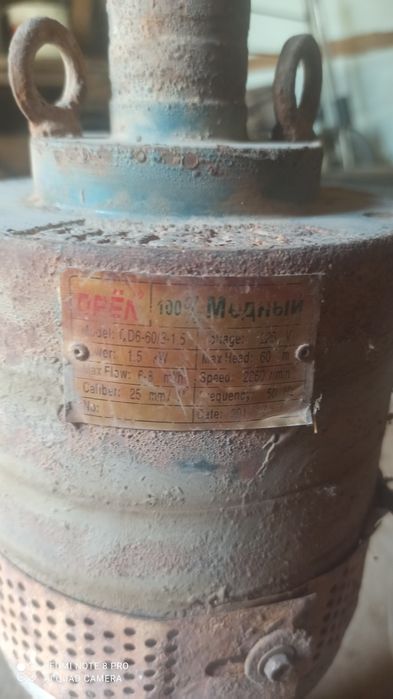 ОРЁЛ 100% Медный
Model: QD6-60/3-1.5 Voltage: 220 V
Power: 1.5 kW Max Head: 60 m
Max Flow: 6-8 Speed: 2860 r/min
Caliber: 25 mm Frequency: 50 Hz
No: Date: 201
REDMI NOTE 8 PRO
AI QUAD CAMERA